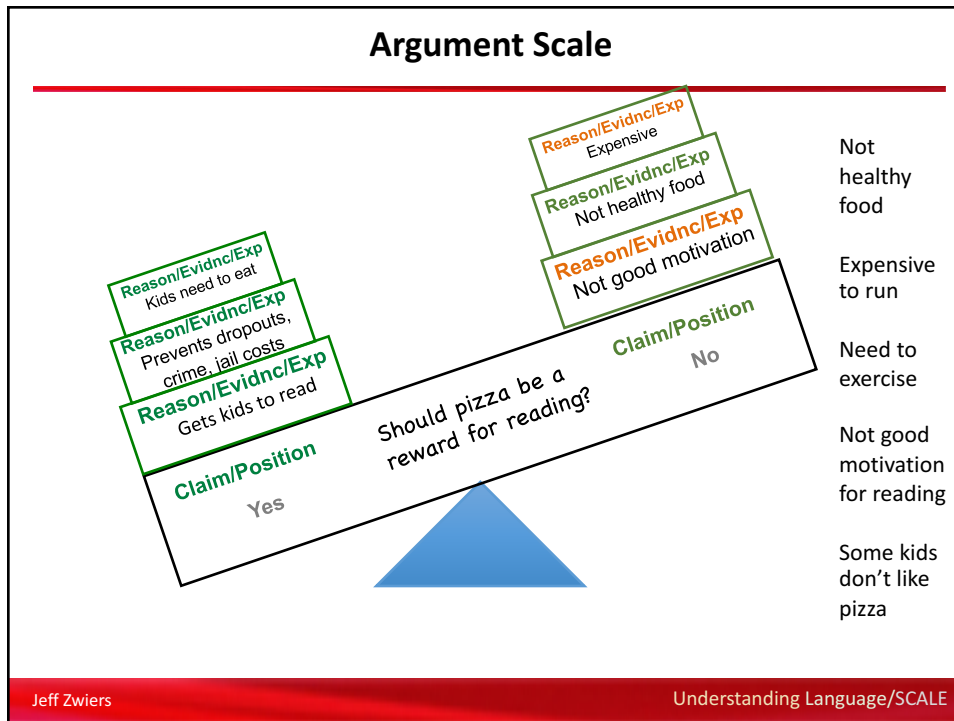 Argument Scale
Reason/Evidnc/Exp
Kids need to eat
Reason/Evidnc/Exp
Prevents dropouts,
crime, jail costs
Reason/Evidnc/Exp
Gets kids to read
Claim/Position
Yes
Should pizza be a
reward for reading?
Reason/Evidnc/Exp
Expensive
Reason/Evidnc/Exp
Not healthy food
Reason/Evidnc/Exp
Not good motivation
Claim/Position
No
Not
healthy
food
Expensive
to run
Need to
exercise
Not good
motivation
for reading
Some kids
don’t like
pizza
Jeff Zwiers
Understanding Language/SCALE